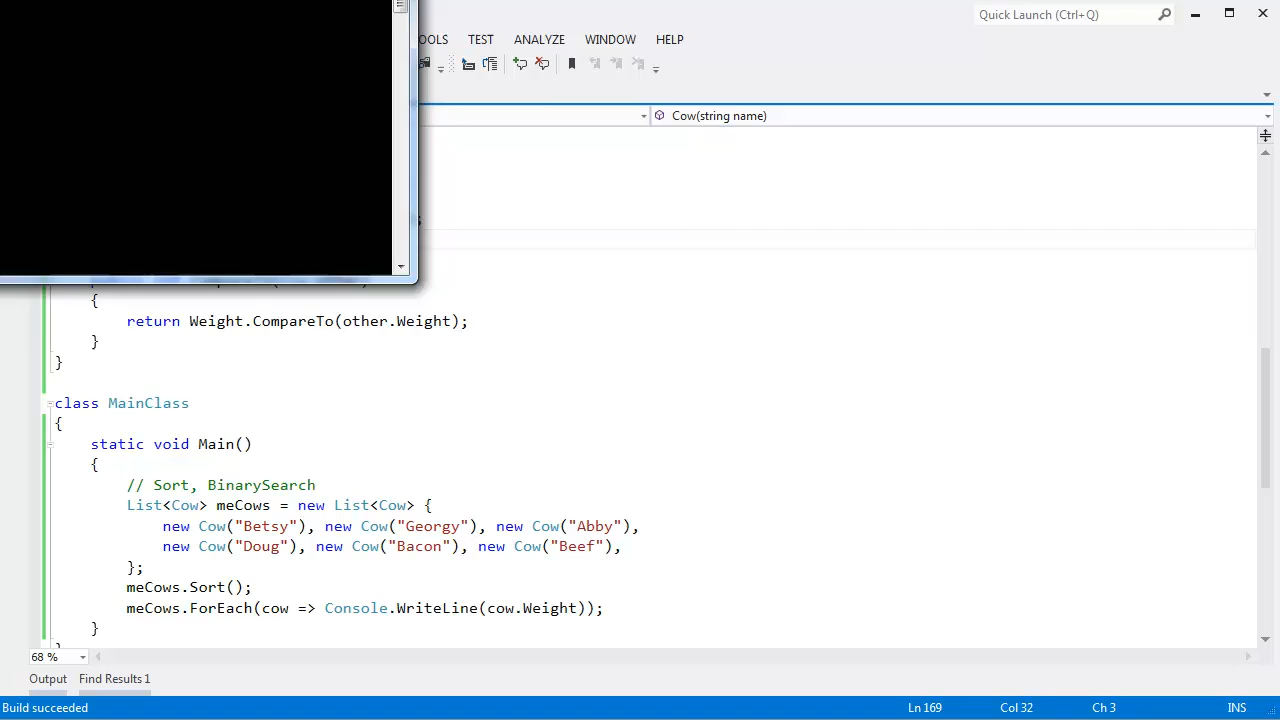 Quick Launch (Ctrl+Q)
OOLS TEST ANALYZE WINDOW HELP
Cow(string name)
{
return Weight.CompareTo(other.Weight);
}
}
class MainClass
{
static void Main()
{
// Sort, BinarySearch
List<Cow> meCows = new List<Cow> {
new Cow("Betsy"), new Cow("Georgy"), new Cow("Abby"),
new Cow("Doug"), new Cow("Bacon"), new Cow("Beef"),
};
meCows.Sort();
meCows.ForEach(cow => Console.WriteLine(cow.Weight));
}
68 %
Output Find Results 1
Build succeeded Ln 169 Col 32 Ch 3 INS